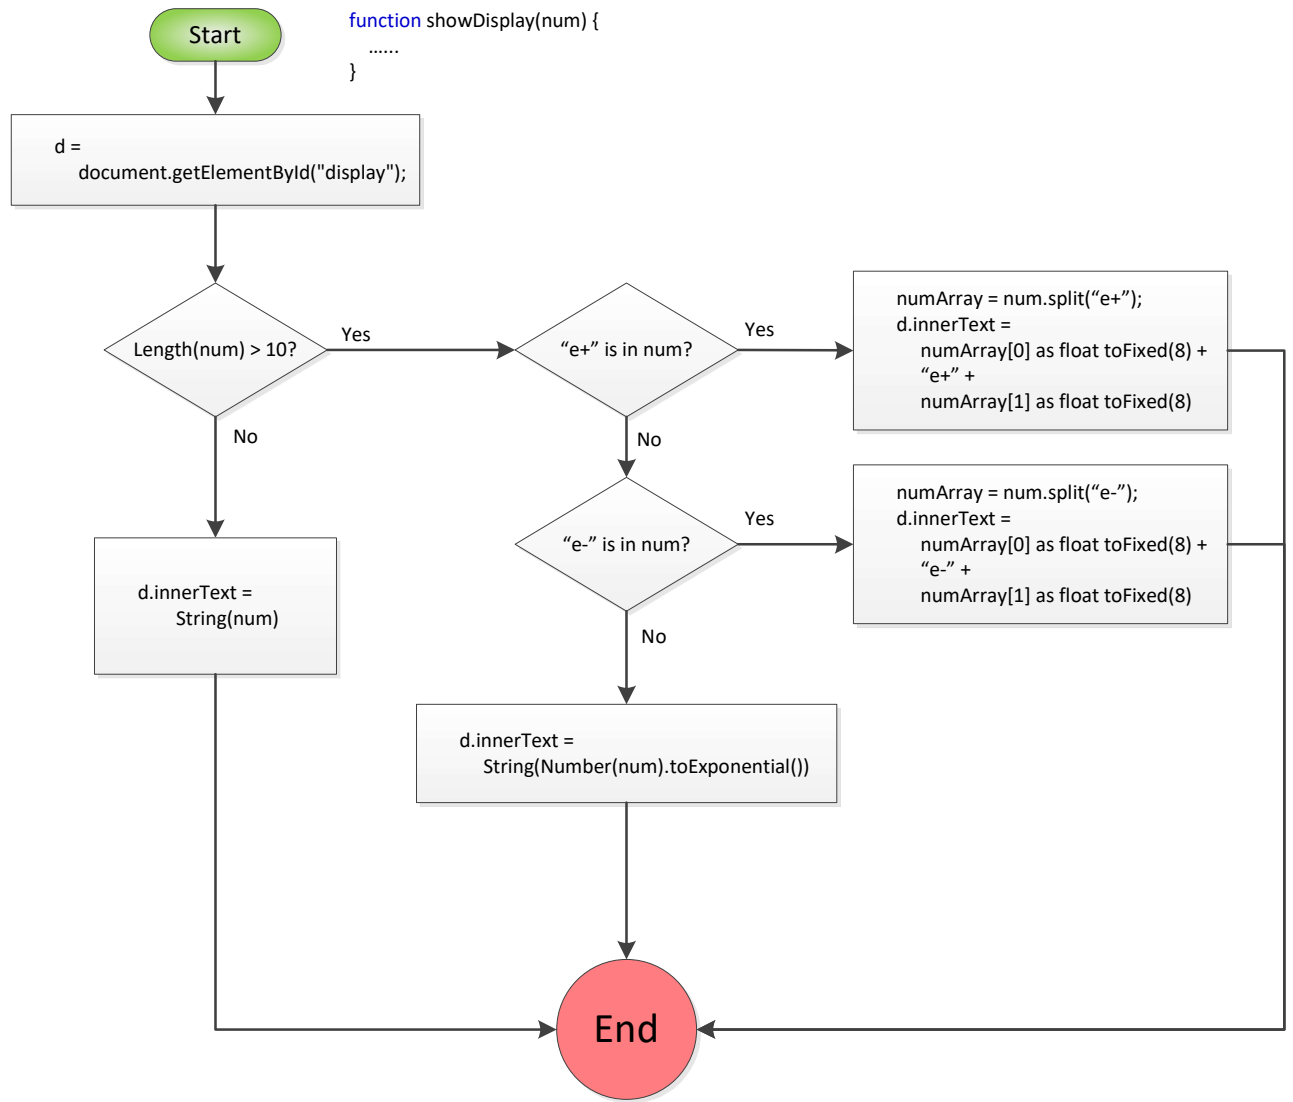 Start
function showDisplay(num) {
......
}
d =
document.getElementById("display");
Length(num) > 10?
Yes
“e+” is in num?
Yes
numArray = num.split(“e+”);
d.innerText =
numArray[0] as float toFixed(8) +
“e+” +
numArray[1] as float toFixed(8)
No
No
“e-” is in num?
Yes
numArray = num.split(“e-”);
d.innerText =
numArray[0] as float toFixed(8) +
“e-” +
numArray[1] as float toFixed(8)
d.innerText =
String(num)
No
d.innerText =
String(Number(num).toExponential())
End